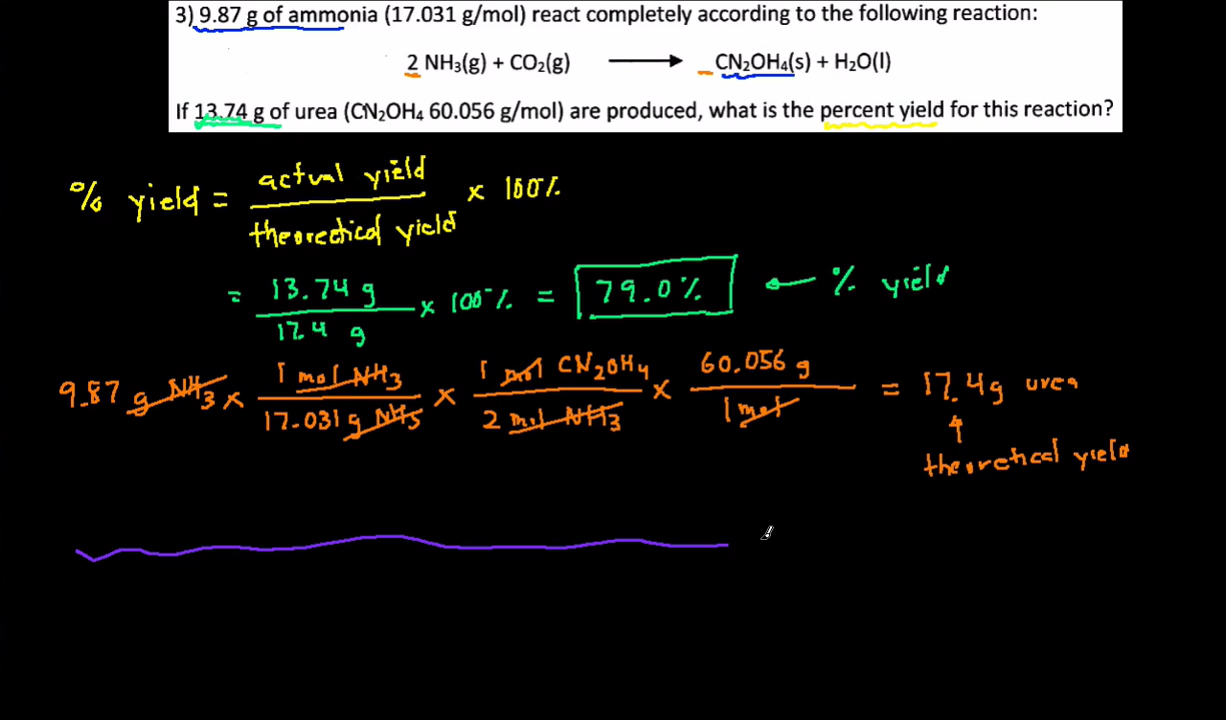 3) 9.87 g of ammonia (17.031 g/mol) react completely according to the following reaction:
2 NH₃(g) + CO₂(g) ⟶ _ CN₂OH₄(s) + H₂O(l)
If 13.74 g of urea (CN₂OH₄ 60.056 g/mol) are produced, what is the percent yield for this reaction?
% yield = actual yield / theorectical yield × 100%
= 13.74 g / 17.4 g × 100% = 79.0% ← % yield
9.87 g NH3 × 1 mol NH3 / 17.031 g NH3 × 1 mol CN2OH4 / 2 mol NH3 × 60.056 g / 1 mol = 17.4g urea
↑
theoretical yield